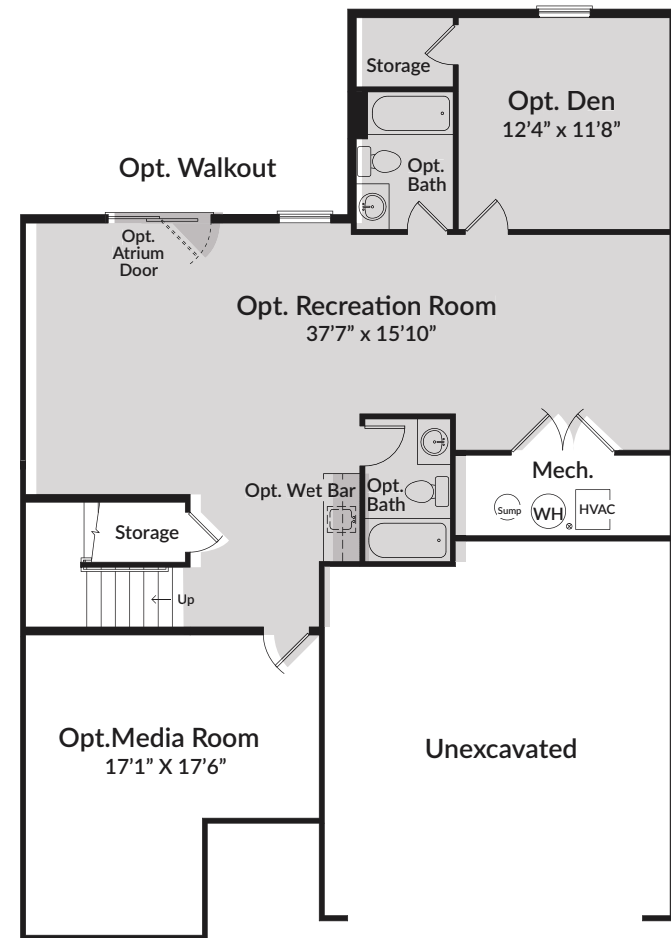 Storage
Opt. Den
12’4” x 11’8”
Opt. Walkout
Opt.
Bath
Opt.
Atrium
Door
Opt. Recreation Room
37’7” x 15’10”
Mech.
Opt. Wet Bar
Opt.
Bath
Sump
WH
HVAC
Storage
Up
Opt.Media Room
17’1” X 17’6”
Unexcavated